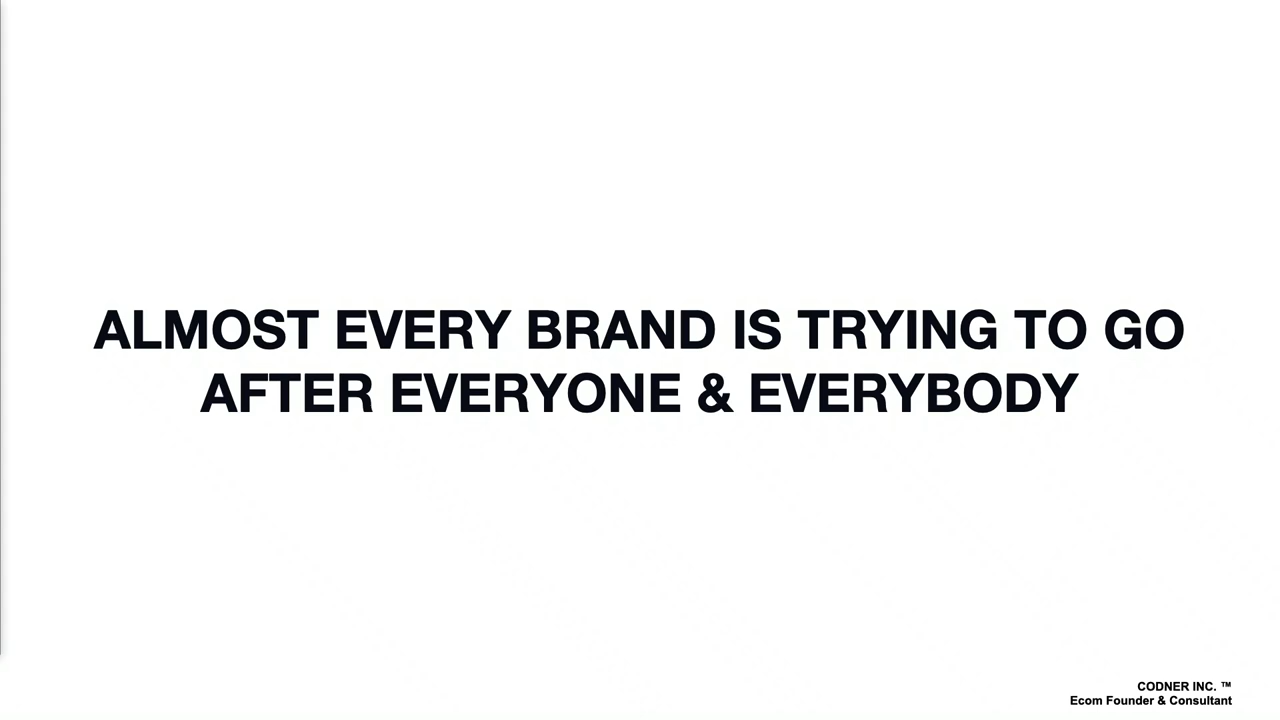 ALMOST EVERY BRAND IS TRYING TO GO
AFTER EVERYONE & EVERYBODY
CODNER INC. ™
Ecom Founder & Consultant